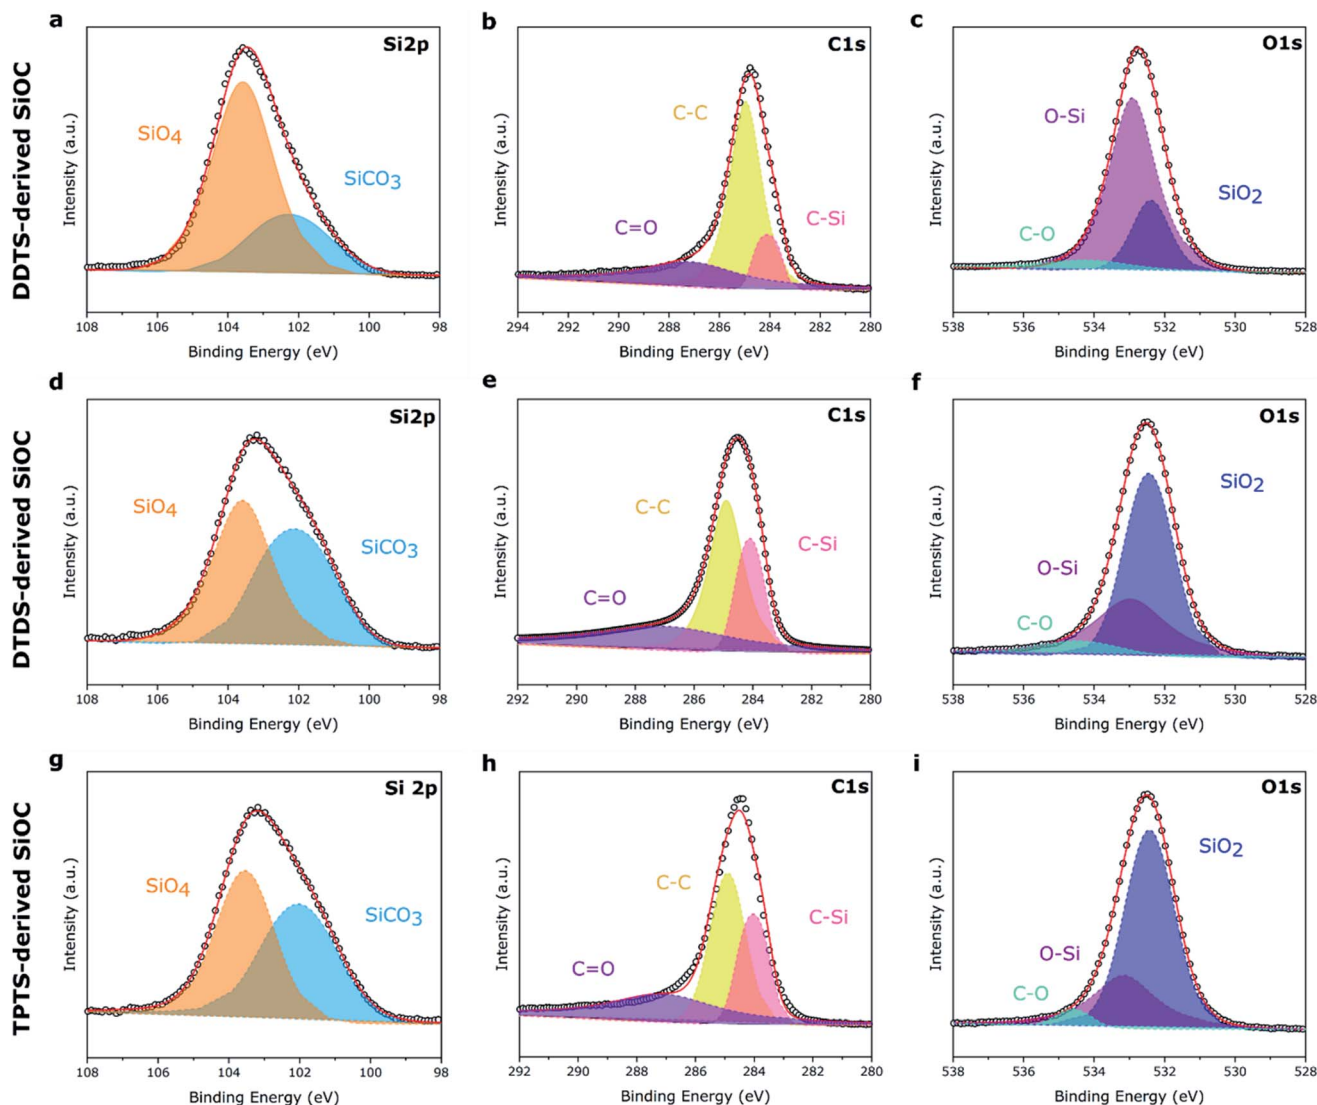 DDTS-derived SiOC
a
Si2p
SiO4
SiCO3
Intensity (a.u.)
108 106 104 102 100 98
Binding Energy (eV)
b
C1s
C-C
C=O
C-Si
Intensity (a.u.)
294 292 290 288 286 284 282 280
Binding Energy (eV)
c
O1s
O-Si
SiO2
C-O
Intensity (a.u.)
538 536 534 532 530 528
Binding Energy (eV)
DTDS-derived SiOC
d
Si2p
SiO4
SiCO3
Intensity (a.u.)
108 106 104 102 100 98
Binding Energy (eV)
e
C1s
C-C
C-Si
C=O
Intensity (a.u.)
292 290 288 286 284 282 280
Binding Energy (eV)
f
O1s
SiO2
O-Si
C-O
Intensity (a.u.)
538 536 534 532 530 528
Binding Energy (eV)
TPTS-derived SiOC
g
Si 2p
SiO4
SiCO3
Intensity (a.u.)
108 106 104 102 100 98
Binding Energy (eV)
h
C1s
C-C
C-Si
C=O
Intensity (a.u.)
292 290 288 286 284 282 280
Binding Energy (eV)
i
O1s
SiO2
O-Si
C-O
Intensity (a.u.)
538 536 534 532 530 528
Binding Energy (eV)